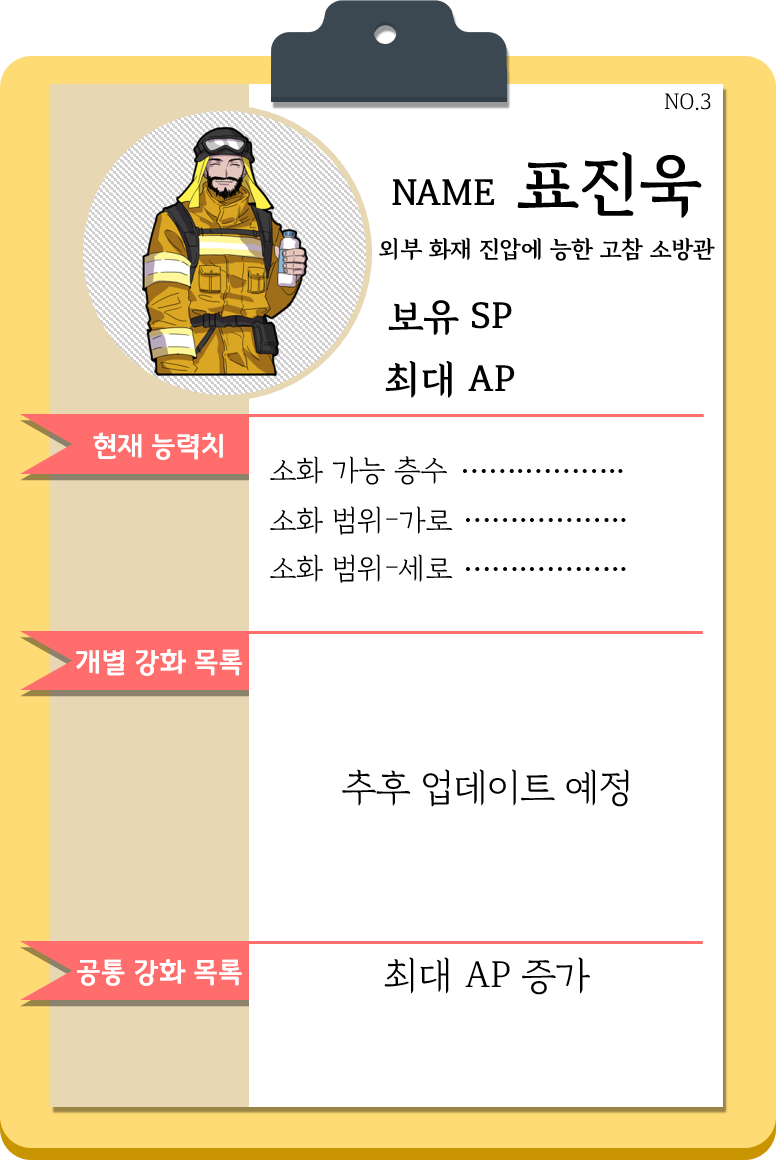 NO.3
NAME 표진욱
외부 화재 진압에 능한 고참 소방관
보유 SP
최대 AP
현재 능력치
소화 가능 층수 ………………
소화 범위-가로 ………………
소화 범위-세로 ………………
개별 강화 목록
추후 업데이트 예정
공통 강화 목록
최대 AP 증가